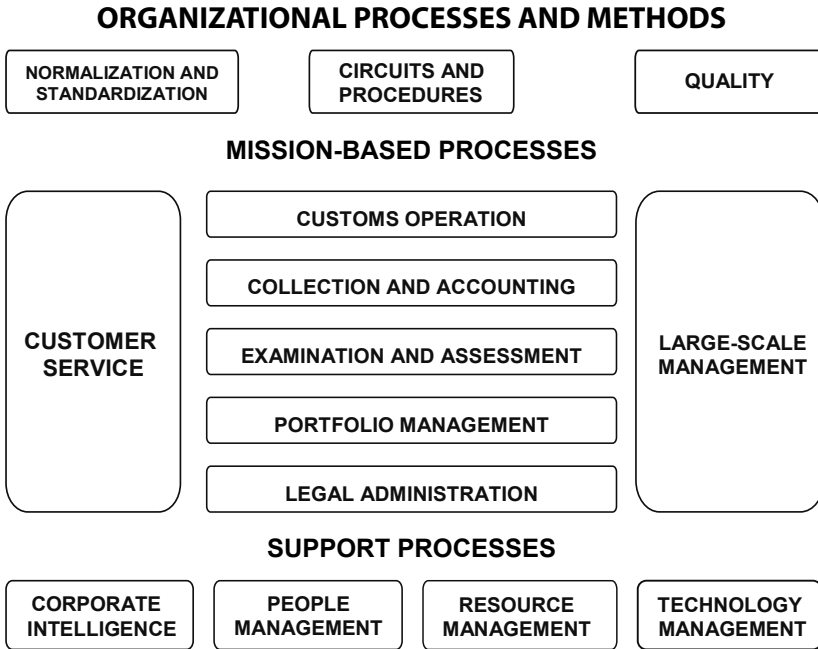 ORGANIZATIONAL PROCESSES AND METHODS
NORMALIZATION AND
STANDARDIZATION
CIRCUITS AND
PROCEDURES
QUALITY
MISSION-BASED PROCESSES
CUSTOMER
SERVICE
CUSTOMS OPERATION
COLLECTION AND ACCOUNTING
EXAMINATION AND ASSESSMENT
PORTFOLIO MANAGEMENT
LEGAL ADMINISTRATION
LARGE-SCALE
MANAGEMENT
SUPPORT PROCESSES
CORPORATE
INTELLIGENCE
PEOPLE
MANAGEMENT
RESOURCE
MANAGEMENT
TECHNOLOGY
MANAGEMENT